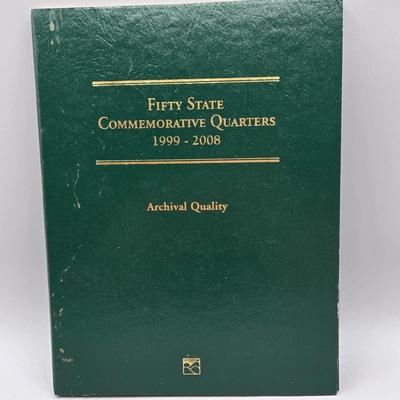 FIFTY STATE
COMMEMORATIVE QUARTERS
1999 - 2008
Archival Quality